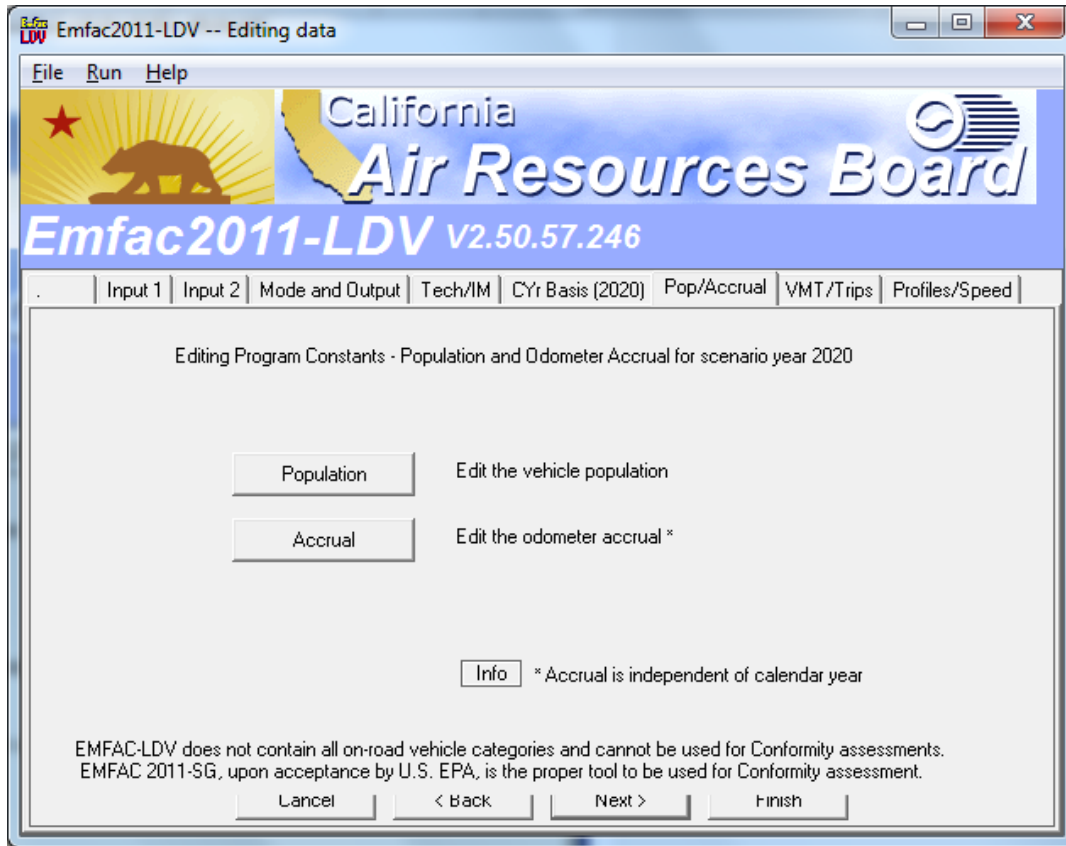 Emfac2011-LDV -- Editing data
File Run Help
California
Air Resources Board
Emfac2011-LDV V2.50.57.246
. Input 1 Input 2 Mode and Output Tech/IM CYr Basis (2020) Pop/Accrual VMT/Trips Profiles/Speed
Editing Program Constants - Population and Odometer Accrual for scenario year 2020
Population Edit the vehicle population
Accrual Edit the odometer accrual *
Info * Accrual is independent of calendar year
EMFAC-LDV does not contain all on-road vehicle categories and cannot be used for Conformity assessments.
EMFAC 2011-SG, upon acceptance by U.S. EPA, is the proper tool to be used for Conformity assessment.
Cancel < Back Next > Finish